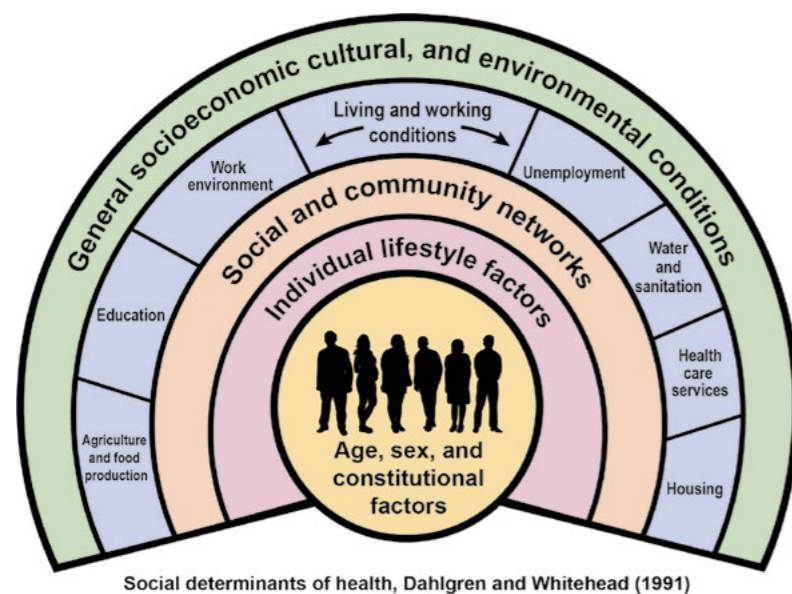 General socioeconomic cultural, and environmental conditions
Living and working
conditions
Work
environment
Unemployment
Social and community networks
Water
and
sanitation
Individual lifestyle factors
Education
Health
care
services
Agriculture
and food
production
Age, sex, and
constitutional
factors
Housing
Social determinants of health, Dahlgren and Whitehead (1991)